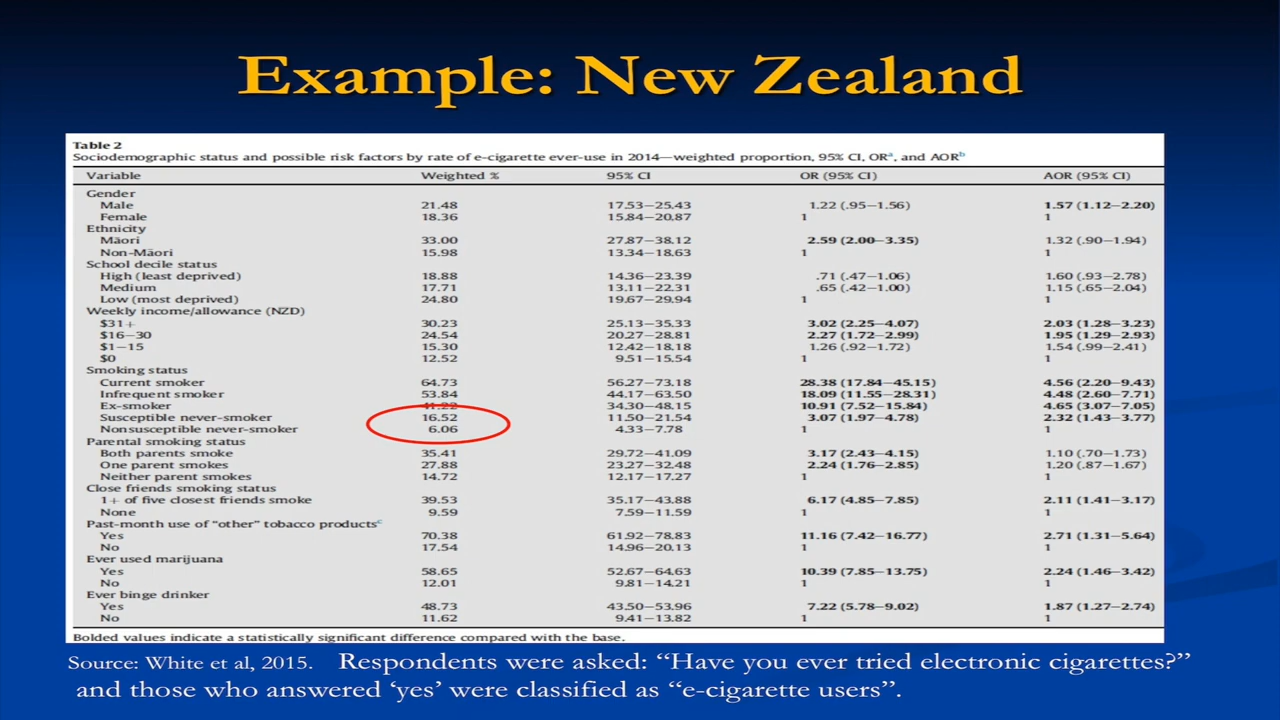 Example: New Zealand
Table 2
Sociodemographic status and possible risk factors by rate of e-cigarette ever-use in 2014—weighted proportion, 95% CI, ORa, and AORb
Variable Weighted % 95% CI OR (95% CI) AOR (95% CI)
Gender
Male 21.48 17.53–25.43 1.22 (.95–1.56) 1.57 (1.12–2.20)
Female 18.36 15.84–20.87 1 1
Ethnicity
Māori 33.00 27.87–38.12 2.59 (2.00–3.35) 1.32 (.90–1.94)
Non-Māori 15.98 13.34–18.63 1 1
School decile status
High (least deprived) 18.88 14.36–23.39 .71 (.47–1.06) 1.60 (.93–2.78)
Medium 17.71 13.11–22.31 .65 (.42–1.00) 1.15 (.65–2.04)
Low (most deprived) 24.80 19.67–29.94 1 1
Weekly income/allowance (NZD)
$31+ 30.23 25.13–35.33 3.02 (2.25–4.07) 2.03 (1.28–3.23)
$16–30 24.54 20.27–28.81 2.27 (1.72–2.99) 1.95 (1.29–2.93)
$1–15 15.30 12.42–18.18 1.26 (.92–1.72) 1.54 (.99–2.41)
$0 12.52 9.51–15.54 1 1
Smoking status
Current smoker 64.73 56.27–73.18 28.38 (17.84–45.15) 4.56 (2.20–9.43)
Infrequent smoker 53.84 44.17–63.50 18.09 (11.55–28.31) 4.48 (2.60–7.71)
Ex-smoker 41.22 34.30–48.15 10.91 (7.52–15.84) 4.65 (3.07–7.05)
Susceptible never-smoker 16.52 11.50–21.54 3.07 (1.97–4.78) 2.32 (1.43–3.77)
Nonsusceptible never-smoker 6.06 4.33–7.78 1 1
Parental smoking status
Both parents smoke 35.41 29.72–41.09 3.17 (2.43–4.15) 1.10 (.70–1.73)
One parent smokes 27.88 23.27–32.48 2.24 (1.76–2.85) 1.20 (.87–1.67)
Neither parent smokes 14.72 12.17–17.27 1 1
Close friends smoking status
1+ of five closest friends smoke 39.53 35.17–43.88 6.17 (4.85–7.85) 2.11 (1.41–3.17)
None 9.59 7.59–11.59 1 1
Past-month use of “other” tobacco productsc
Yes 70.38 61.92–78.83 11.16 (7.42–16.77) 2.71 (1.31–5.64)
No 17.54 14.96–20.13 1 1
Ever used marijuana
Yes 58.65 52.67–64.63 10.39 (7.85–13.75) 2.24 (1.46–3.42)
No 12.01 9.81–14.21 1 1
Ever binge drinker
Yes 48.73 43.50–53.96 7.22 (5.78–9.02) 1.87 (1.27–2.74)
No 11.62 9.41–13.82 1 1
Bolded values indicate a statistically significant difference compared with the base.
Source: White et al, 2015. Respondents were asked: “Have you ever tried electronic cigarettes?”
and those who answered ‘yes’ were classified as “e-cigarette users”.